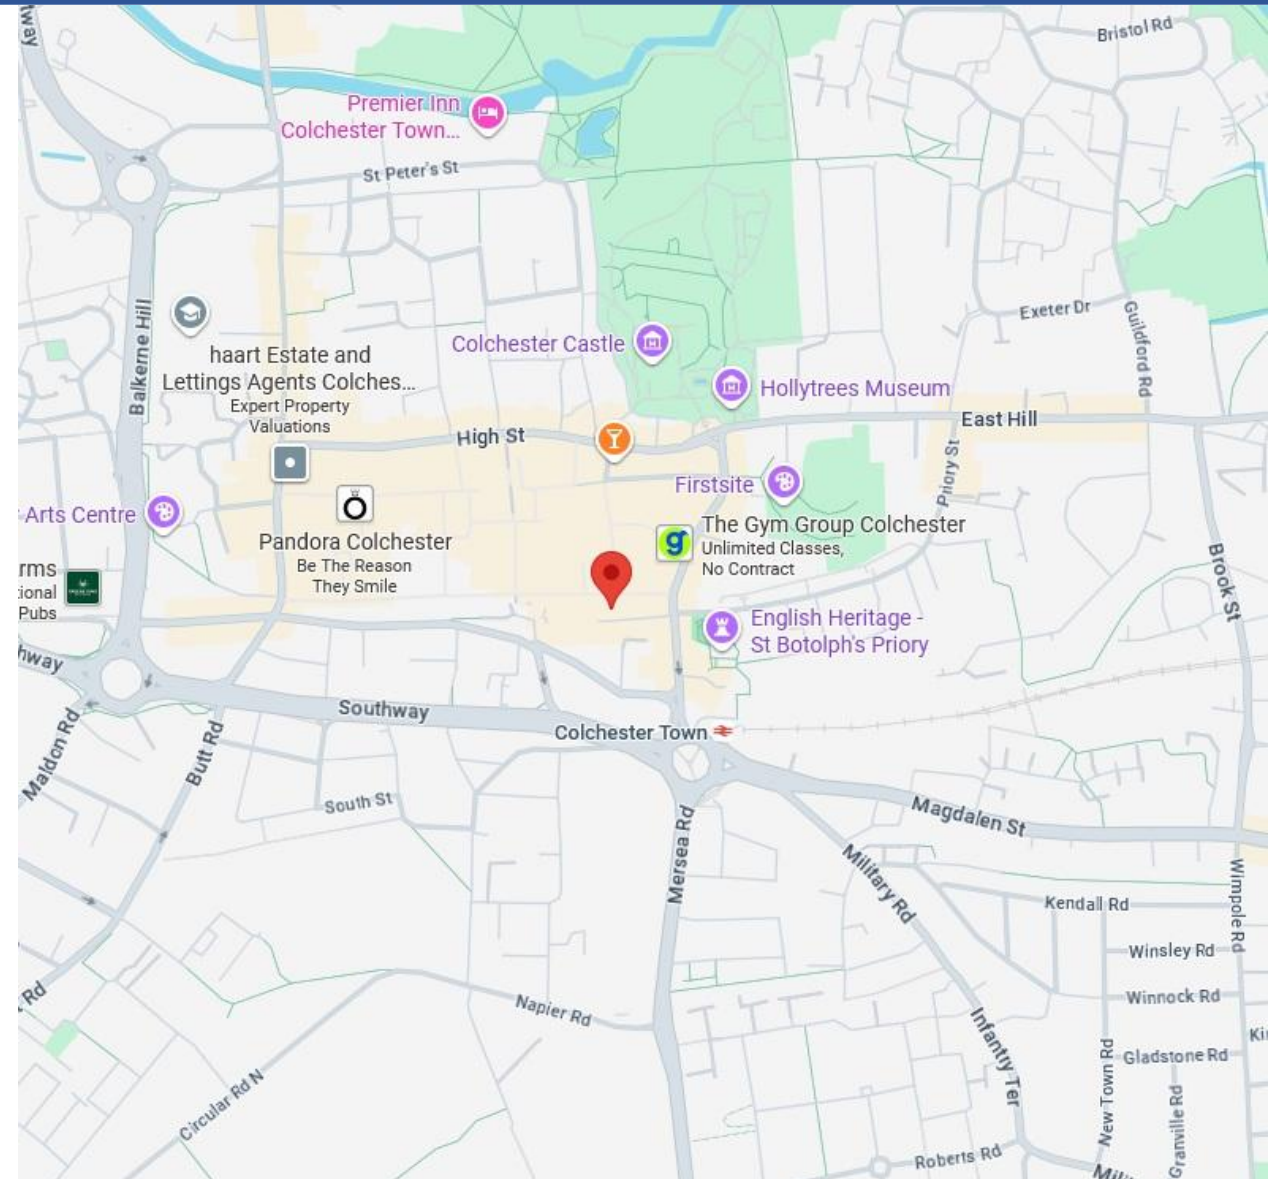 tway
Bristol Rd
Premier Inn
Colchester Town...
St Peter's St
Balkerne Hill
Exeter Dr
Guildford Rd
Colchester Castle
haart Estate and
Lettings Agents Colches...
Expert Property
Valuations
Hollytrees Museum
High St
East Hill
Priory St
Firstsite
Arts Centre
The Gym Group Colchester
Unlimited Classes,
No Contract
g
Pandora Colchester
Be The Reason
They Smile
rms
tional
Pubs
Brook St
English Heritage -
St Botolph's Priory
hway
Southway
Colchester Town
Maldon Rd
Butt Rd
South St
Mersea Rd
Magdalen St
Military Rd
Wimpole Rd
Kendall Rd
Winsley Rd
Winnock Rd
Napier Rd
Rd
Infantry Ter
Gladstone Rd
New Town Rd
Granville Rd
Circular Rd N
Roberts Rd